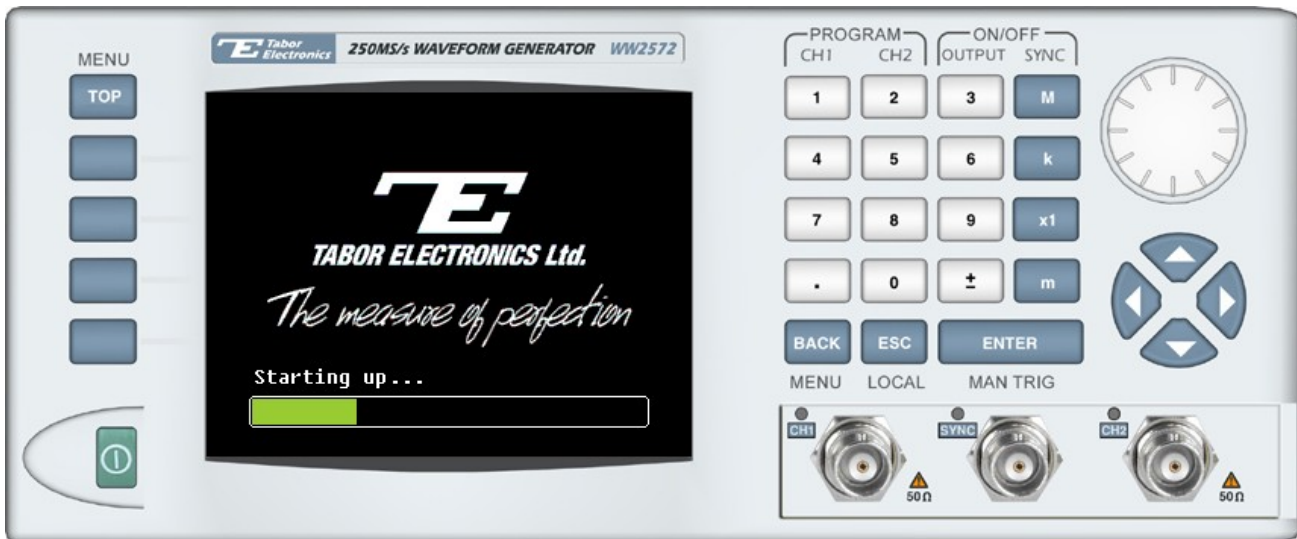 MENU
TOP
TE Tabor Electronics 250MS/s WAVEFORM GENERATOR WW2572
TE
TABOR ELECTRONICS Ltd.
The measure of perfection
Starting up...
PROGRAM ON/OFF
CH1 CH2 OUTPUT SYNC
1 2 3 M
4 5 6 k
7 8 9 x1
. 0 ± m
BACK ESC ENTER
MENU LOCAL MAN TRIG
CH1 SYNC CH2
50Ω 50Ω